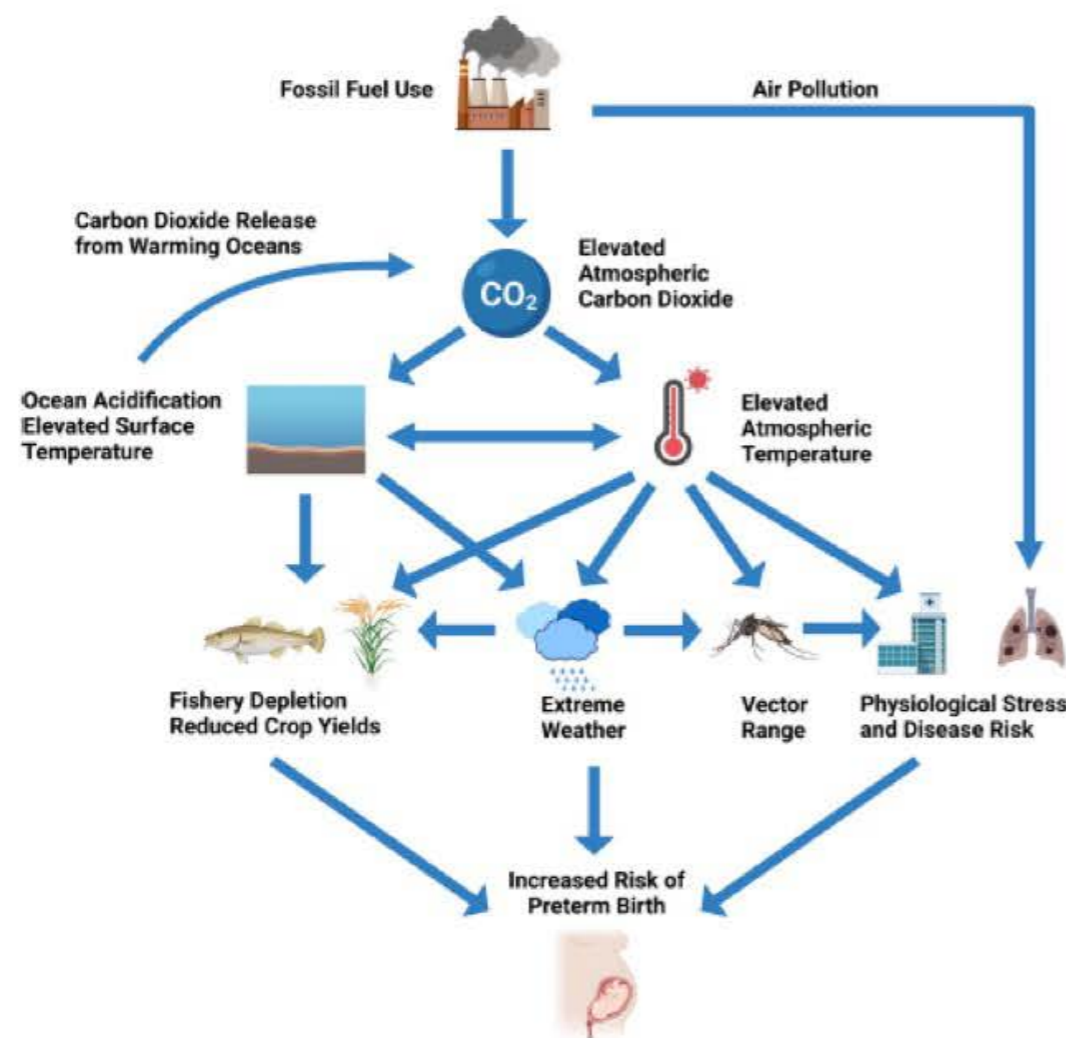 Fossil Fuel Use
Air Pollution
Carbon Dioxide Release
from Warming Oceans
Elevated
Atmospheric
Carbon Dioxide
CO₂
Ocean Acidification
Elevated Surface
Temperature
Elevated
Atmospheric
Temperature
Fishery Depletion
Reduced Crop Yields
Extreme
Weather
Vector
Range
Physiological Stress
and Disease Risk
Increased Risk of
Preterm Birth